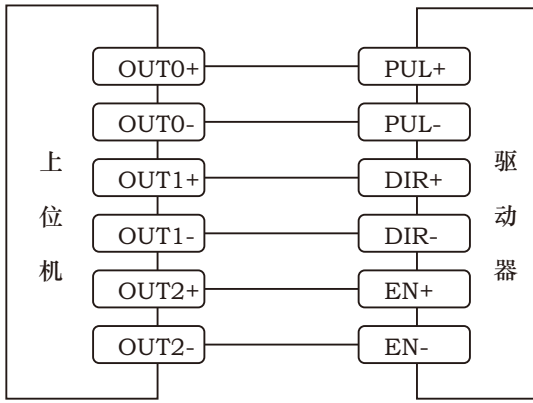 上位机
OUT0+
OUT0-
OUT1+
OUT1-
OUT2+
OUT2-
PUL+
PUL-
DIR+
DIR-
EN+
EN-
驱动器